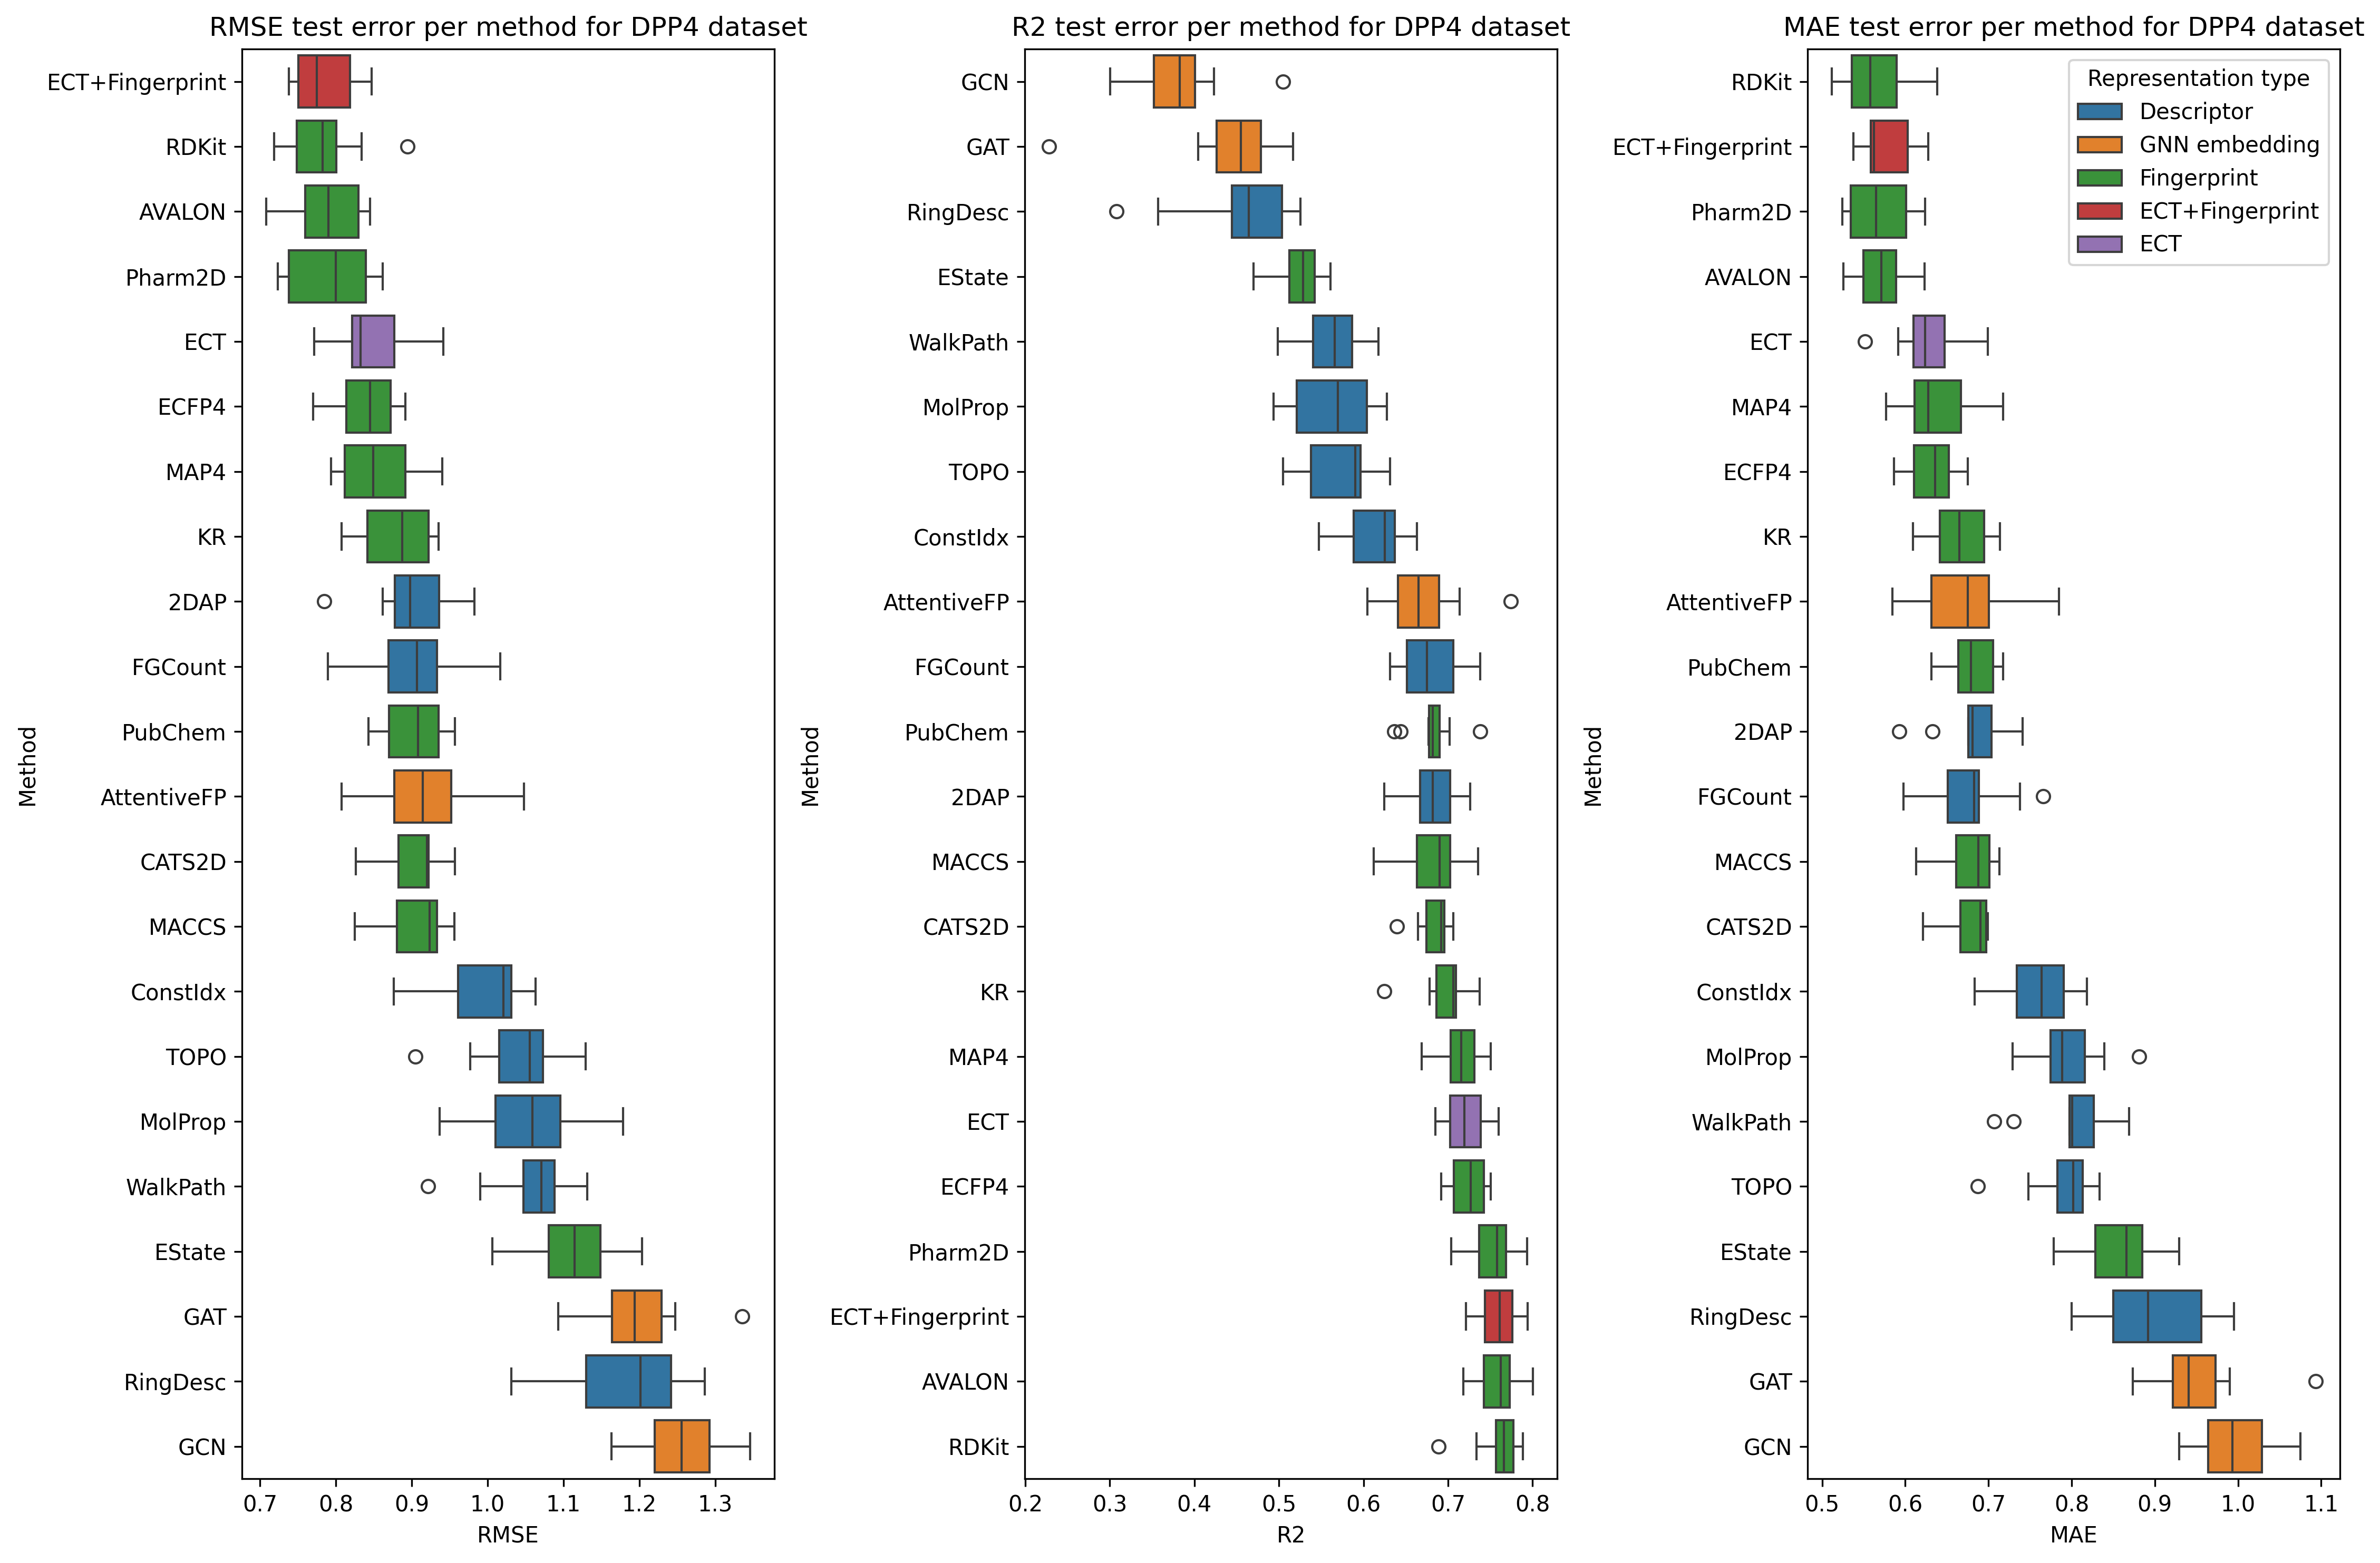 RMSE test error per method for DPP4 dataset
ECT+Fingerprint
RDKit
AVALON
Pharm2D
ECT
ECFP4
MAP4
KR
2DAP
FGCount
PubChem
AttentiveFP
CATS2D
MACCS
ConstIdx
TOPO
MolProp
WalkPath
EState
GAT
RingDesc
GCN
Method
0.7 0.8 0.9 1.0 1.1 1.2 1.3
RMSE
R2 test error per method for DPP4 dataset
GCN
GAT
RingDesc
EState
WalkPath
MolProp
TOPO
ConstIdx
AttentiveFP
FGCount
PubChem
2DAP
MACCS
CATS2D
KR
MAP4
ECT
ECFP4
Pharm2D
ECT+Fingerprint
AVALON
RDKit
Method
0.2 0.3 0.4 0.5 0.6 0.7 0.8
R2
MAE test error per method for DPP4 dataset
RDKit
ECT+Fingerprint
Pharm2D
AVALON
ECT
MAP4
ECFP4
KR
AttentiveFP
PubChem
2DAP
FGCount
MACCS
CATS2D
ConstIdx
MolProp
WalkPath
TOPO
EState
RingDesc
GAT
GCN
Method
0.5 0.6 0.7 0.8 0.9 1.0 1.1
MAE
Representation type
Descriptor
GNN embedding
Fingerprint
ECT+Fingerprint
ECT